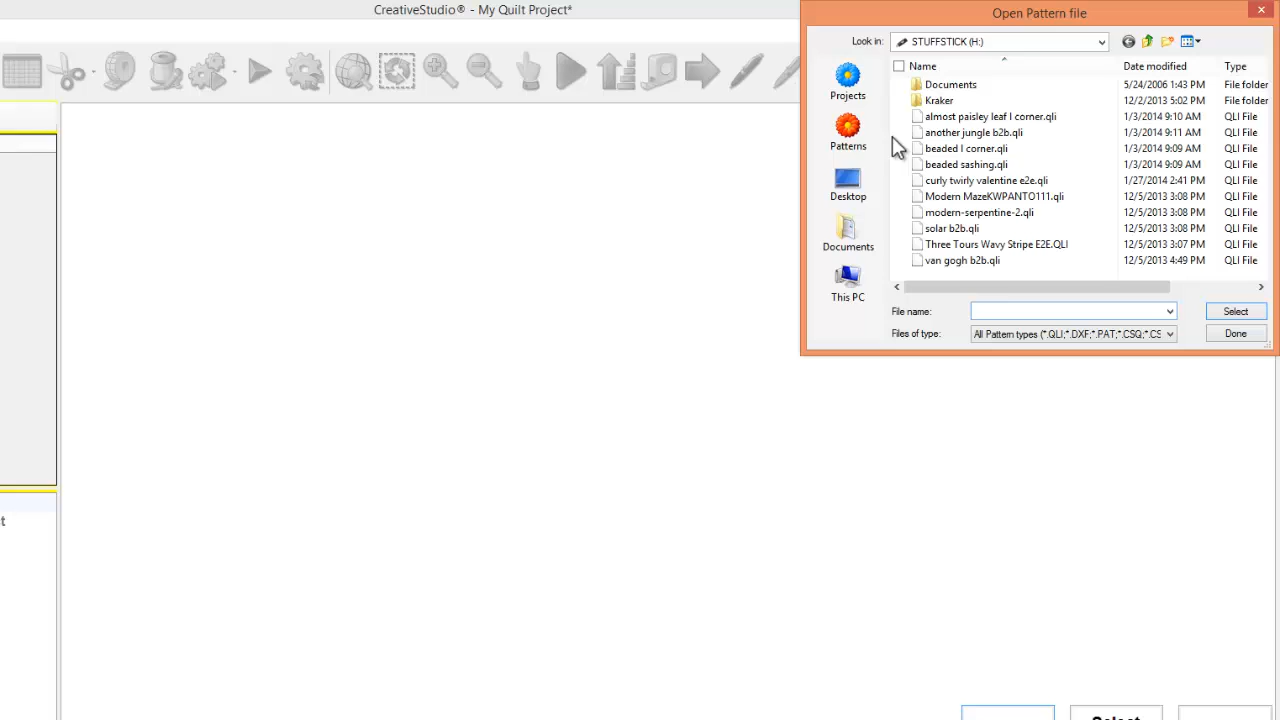 CreativeStudio® - My Quilt Project*
Open Pattern file
Look in: STUFFSTICK (H:)
Name Date modified Type
Documents 5/24/2006 1:43 PM File folder
Kraker 12/2/2013 5:02 PM File folder
almost paisley leaf I corner.qli 1/3/2014 9:10 AM QLI File
another jungle b2b.qli 1/3/2014 9:11 AM QLI File
beaded I corner.qli 1/3/2014 9:09 AM QLI File
beaded sashing.qli 1/3/2014 9:09 AM QLI File
curly twirly valentine e2e.qli 1/27/2014 2:41 PM QLI File
Modern MazeKWPANTO111.qli 12/5/2013 3:08 PM QLI File
modern-serpentine-2.qli 12/5/2013 3:08 PM QLI File
solar b2b.qli 12/5/2013 3:08 PM QLI File
Three Tours Wavy Stripe E2E.QLI 12/5/2013 3:07 PM QLI File
van gogh b2b.qli 12/5/2013 4:49 PM QLI File
Projects
Patterns
Desktop
Documents
This PC
File name: Select
Files of type: All Pattern types (*.QLI;*.DXF;*.PAT;*.CSQ;*.CS Done
t
Select